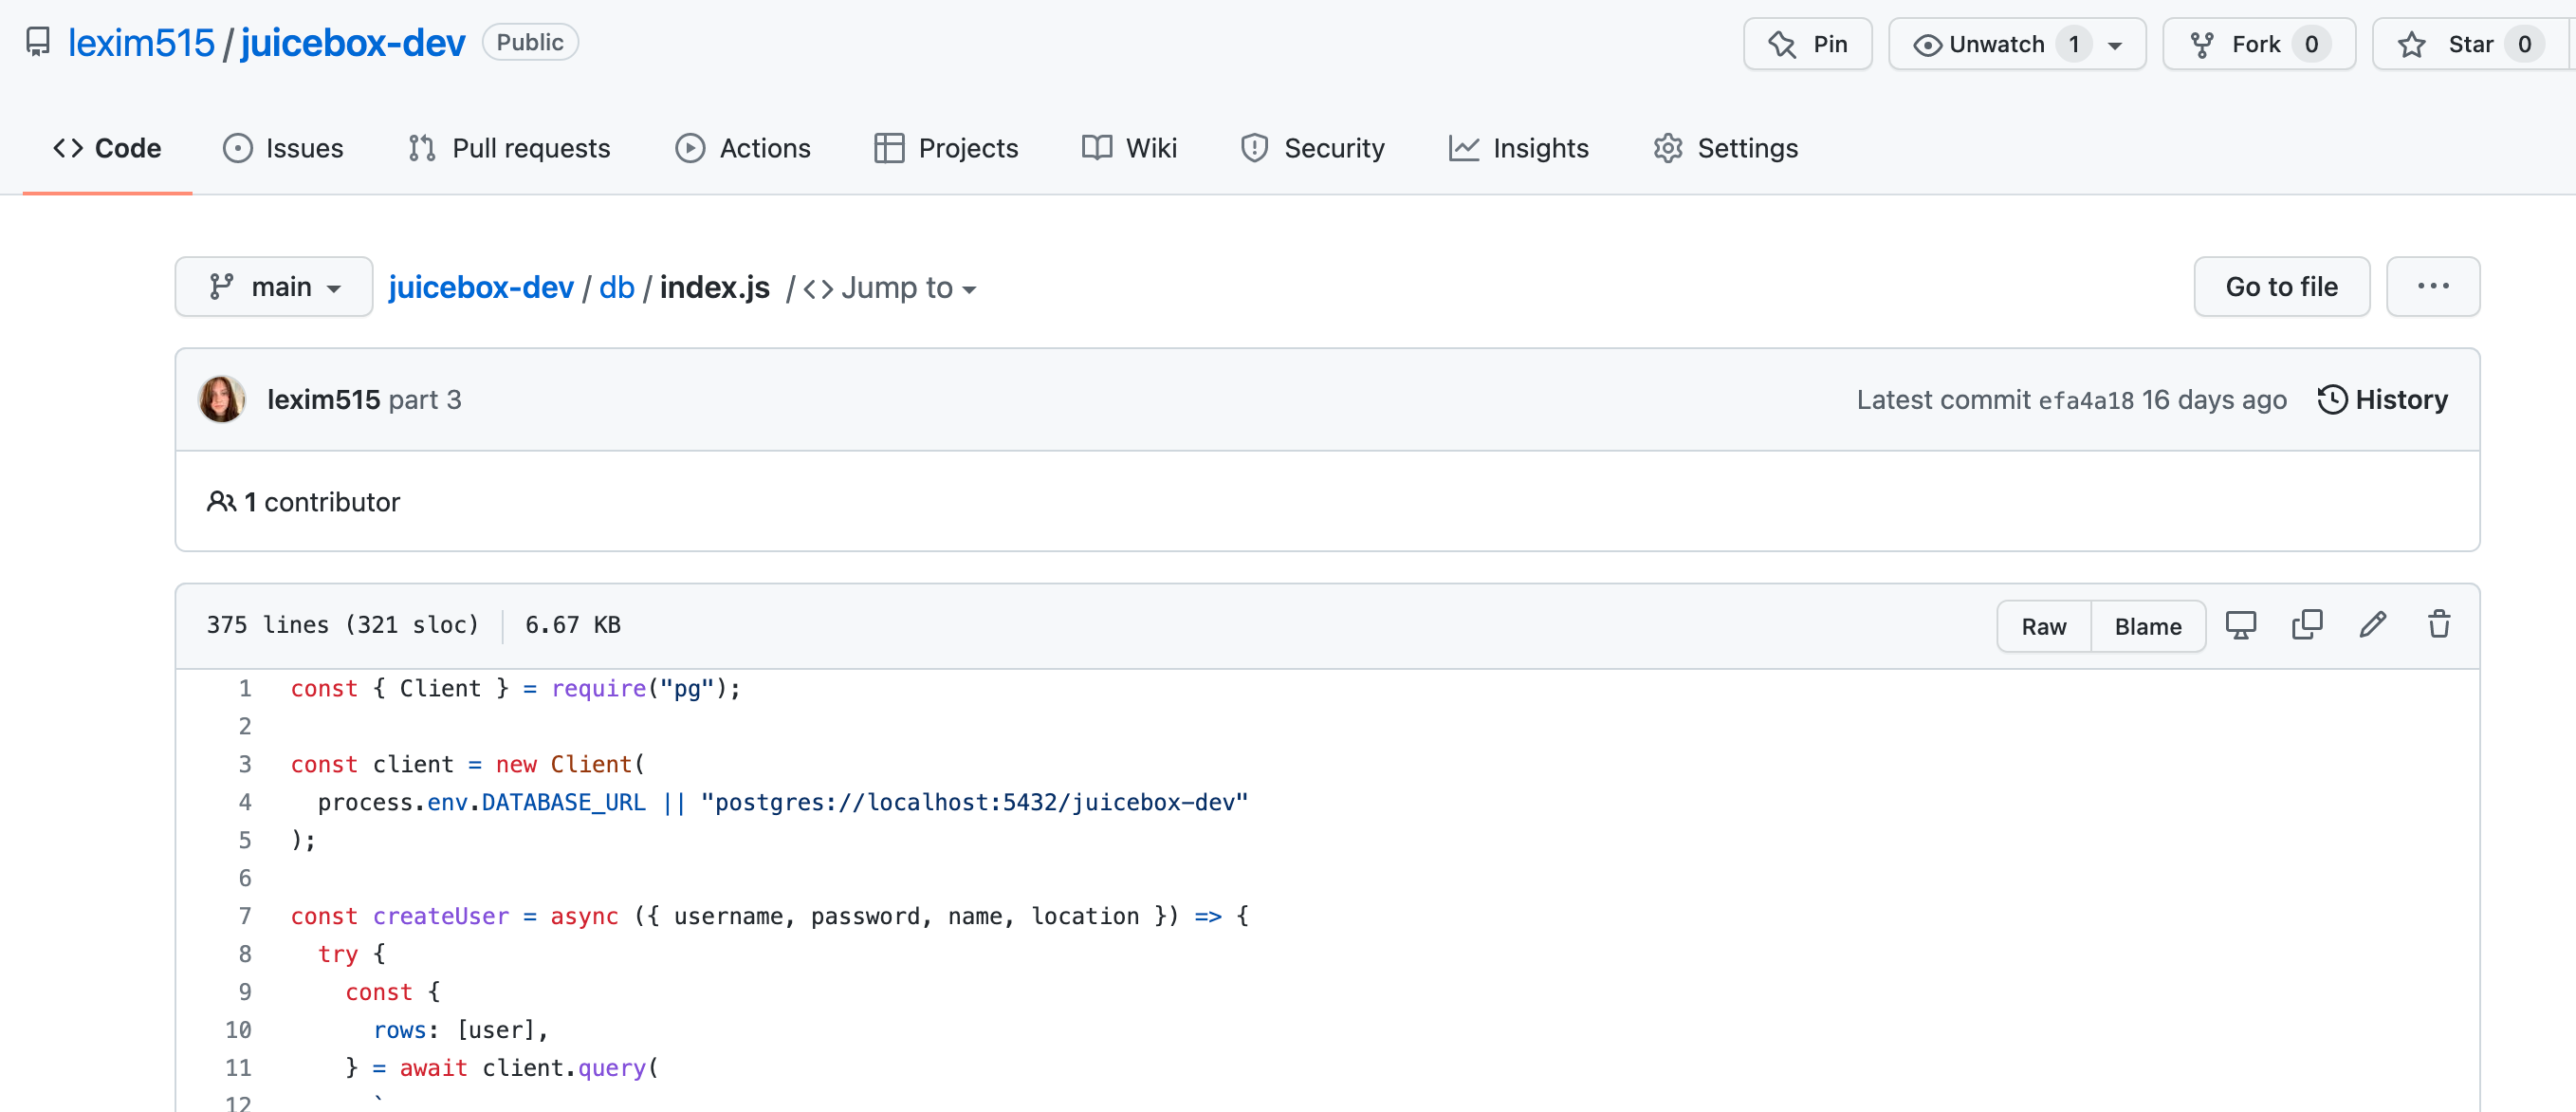 lexim515 / juicebox-dev Public Pin Unwatch 1 Fork 0 Star 0
Code Issues Pull requests Actions Projects Wiki Security Insights Settings
main juicebox-dev / db / index.js / <> Jump to Go to file ...
lexim515 part 3 Latest commit efa4a18 16 days ago History
1 contributor
375 lines (321 sloc) 6.67 KB Raw Blame
1 const { Client } = require("pg");
2
3 const client = new Client(
4   process.env.DATABASE_URL || "postgres://localhost:5432/juicebox-dev"
5 );
6
7 const createUser = async ({ username, password, name, location }) => {
8   try {
9     const {
10       rows: [user],
11     } = await client.query(
12       `